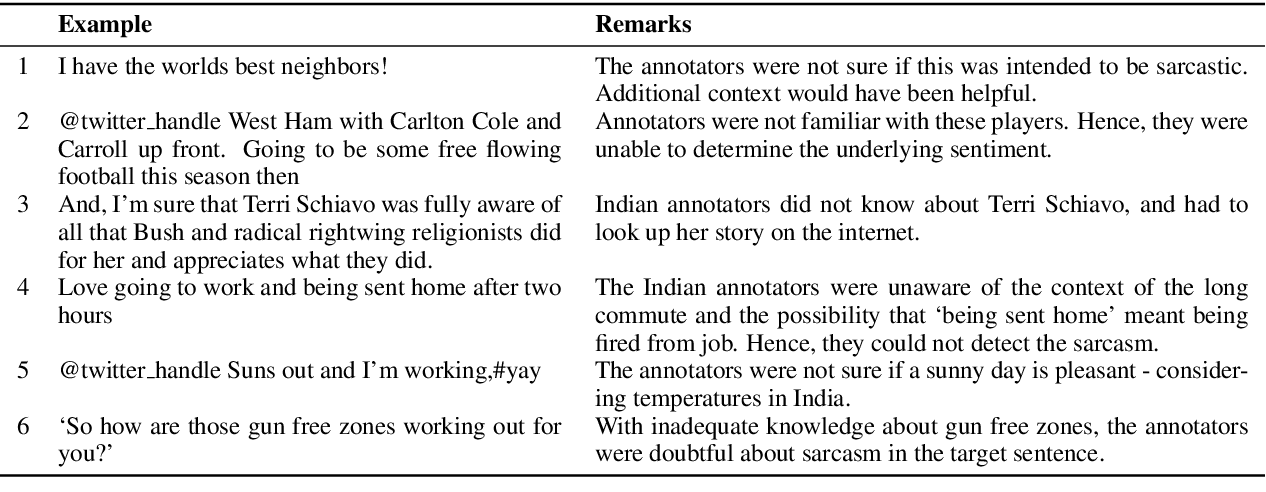 Example Remarks
1 I have the worlds best neighbors! The annotators were not sure if this was intended to be sarcastic.
Additional context would have been helpful.
2 @twitter_handle West Ham with Carlton Cole and Annotators were not familiar with these players. Hence, they were
Carroll up front. Going to be some free flowing unable to determine the underlying sentiment.
football this season then
3 And, I'm sure that Terri Schiavo was fully aware of Indian annotators did not know about Terri Schiavo, and had to
all that Bush and radical rightwing religionists did look up her story on the internet.
for her and appreciates what they did.
4 Love going to work and being sent home after two The Indian annotators were unaware of the context of the long
hours commute and the possibility that ‘being sent home’ meant being
fired from job. Hence, they could not detect the sarcasm.
5 @twitter_handle Suns out and I'm working,#yay The annotators were not sure if a sunny day is pleasant - consider-
ing temperatures in India.
6 ‘So how are those gun free zones working out for With inadequate knowledge about gun free zones, the annotators
you?’ were doubtful about sarcasm in the target sentence.